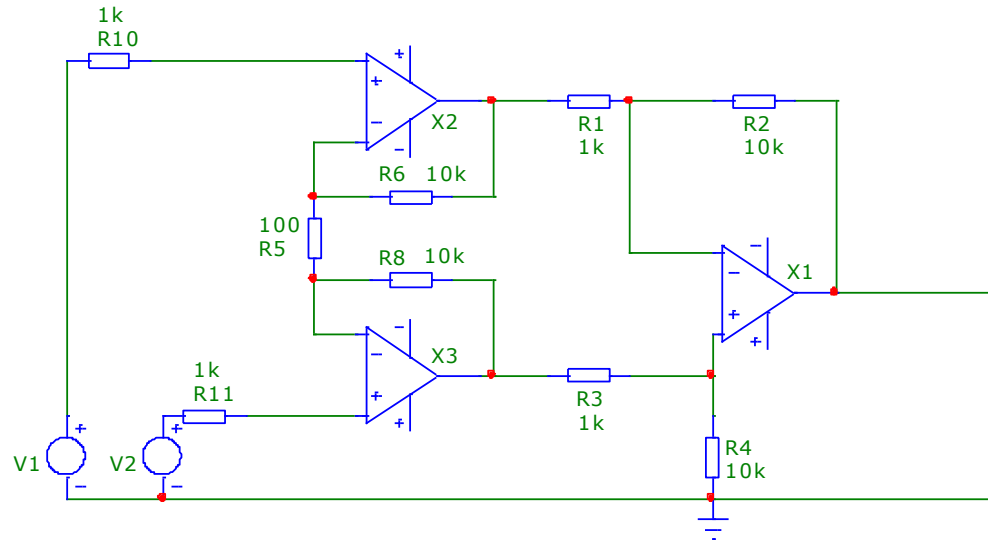 1k
R10
+
+
−
−
X2
R6 10k
100
R5
R8 10k
−
−
+
+
X3
1k
R11
V1
+
−
V2
+
−
R1
1k
R2
10k
−
−
+
+
X1
R3
1k
R4
10k